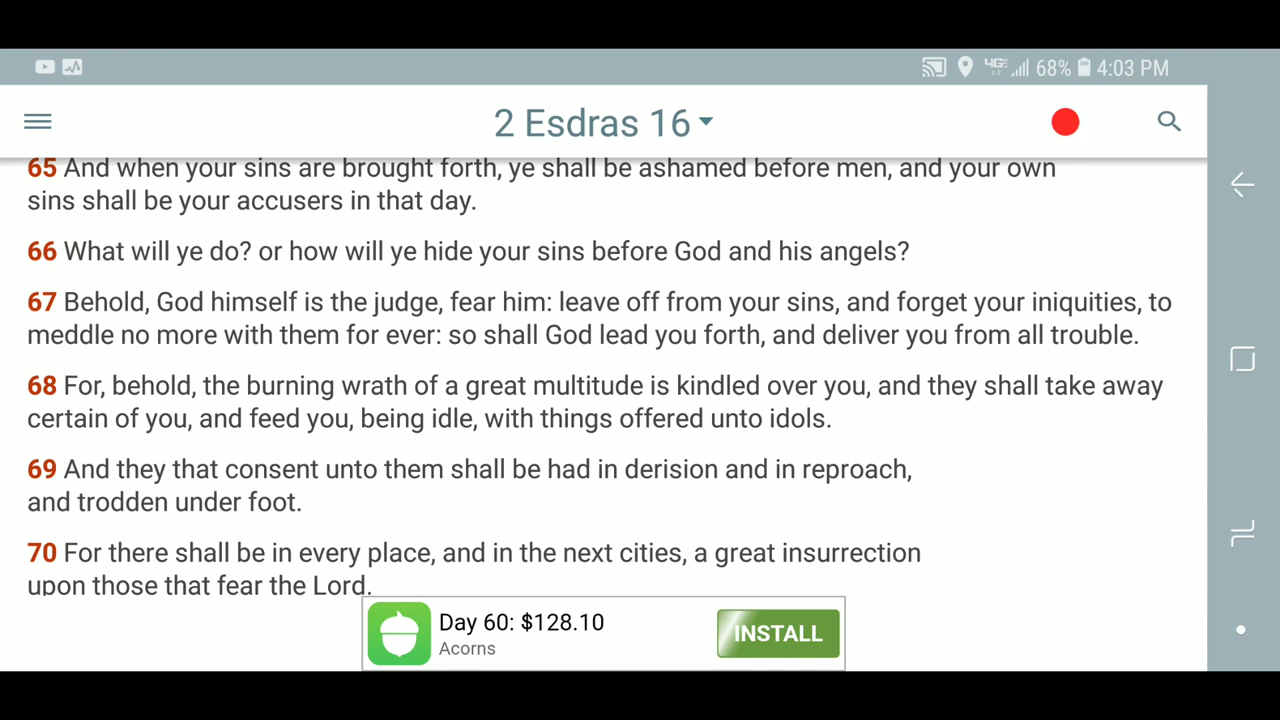 4G 68% 4:03 PM
2 Esdras 16
65 And when your sins are brought forth, ye shall be ashamed before men, and your own
sins shall be your accusers in that day.
66 What will ye do? or how will ye hide your sins before God and his angels?
67 Behold, God himself is the judge, fear him: leave off from your sins, and forget your iniquities, to
meddle no more with them for ever: so shall God lead you forth, and deliver you from all trouble.
68 For, behold, the burning wrath of a great multitude is kindled over you, and they shall take away
certain of you, and feed you, being idle, with things offered unto idols.
69 And they that consent unto them shall be had in derision and in reproach,
and trodden under foot.
70 For there shall be in every place, and in the next cities, a great insurrection
upon those that fear the Lord.
Day 60: $128.10
Acorns
INSTALL